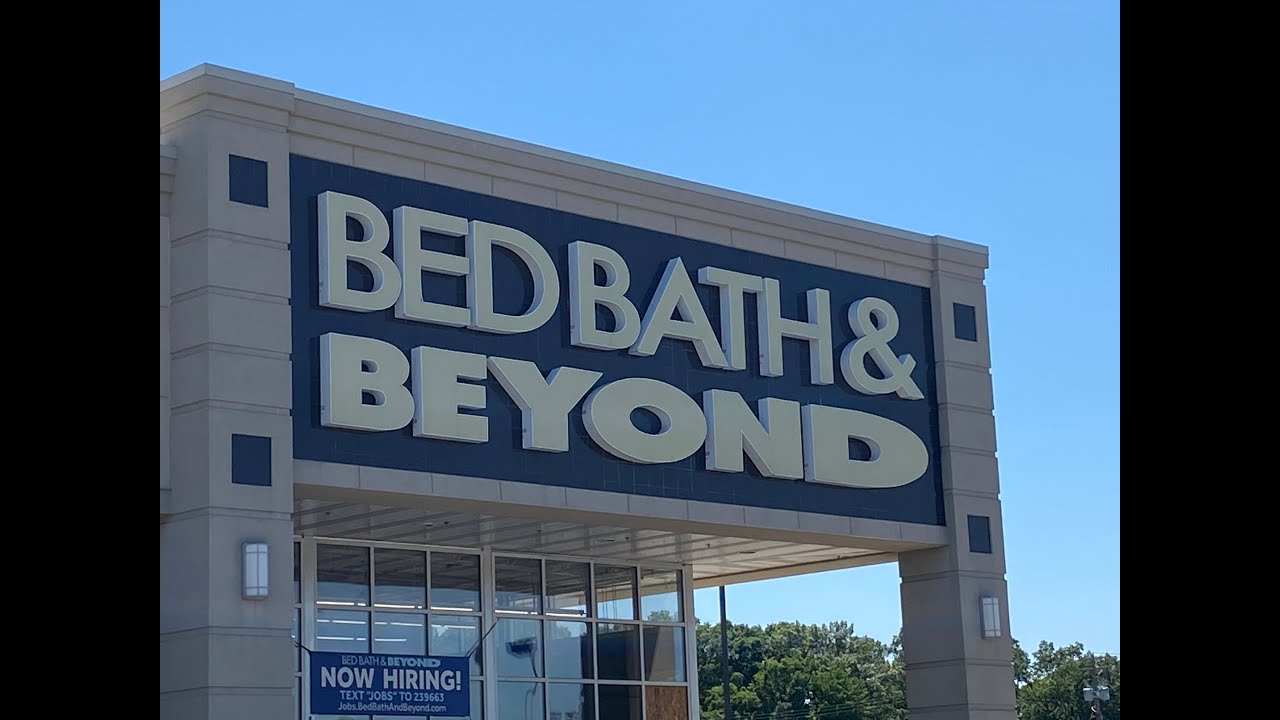 BED BATH &
BEYOND
BED BATH & BEYOND
NOW HIRING!
TEXT "JOBS" TO 239663
Jobs.BedBathAndBeyond.com